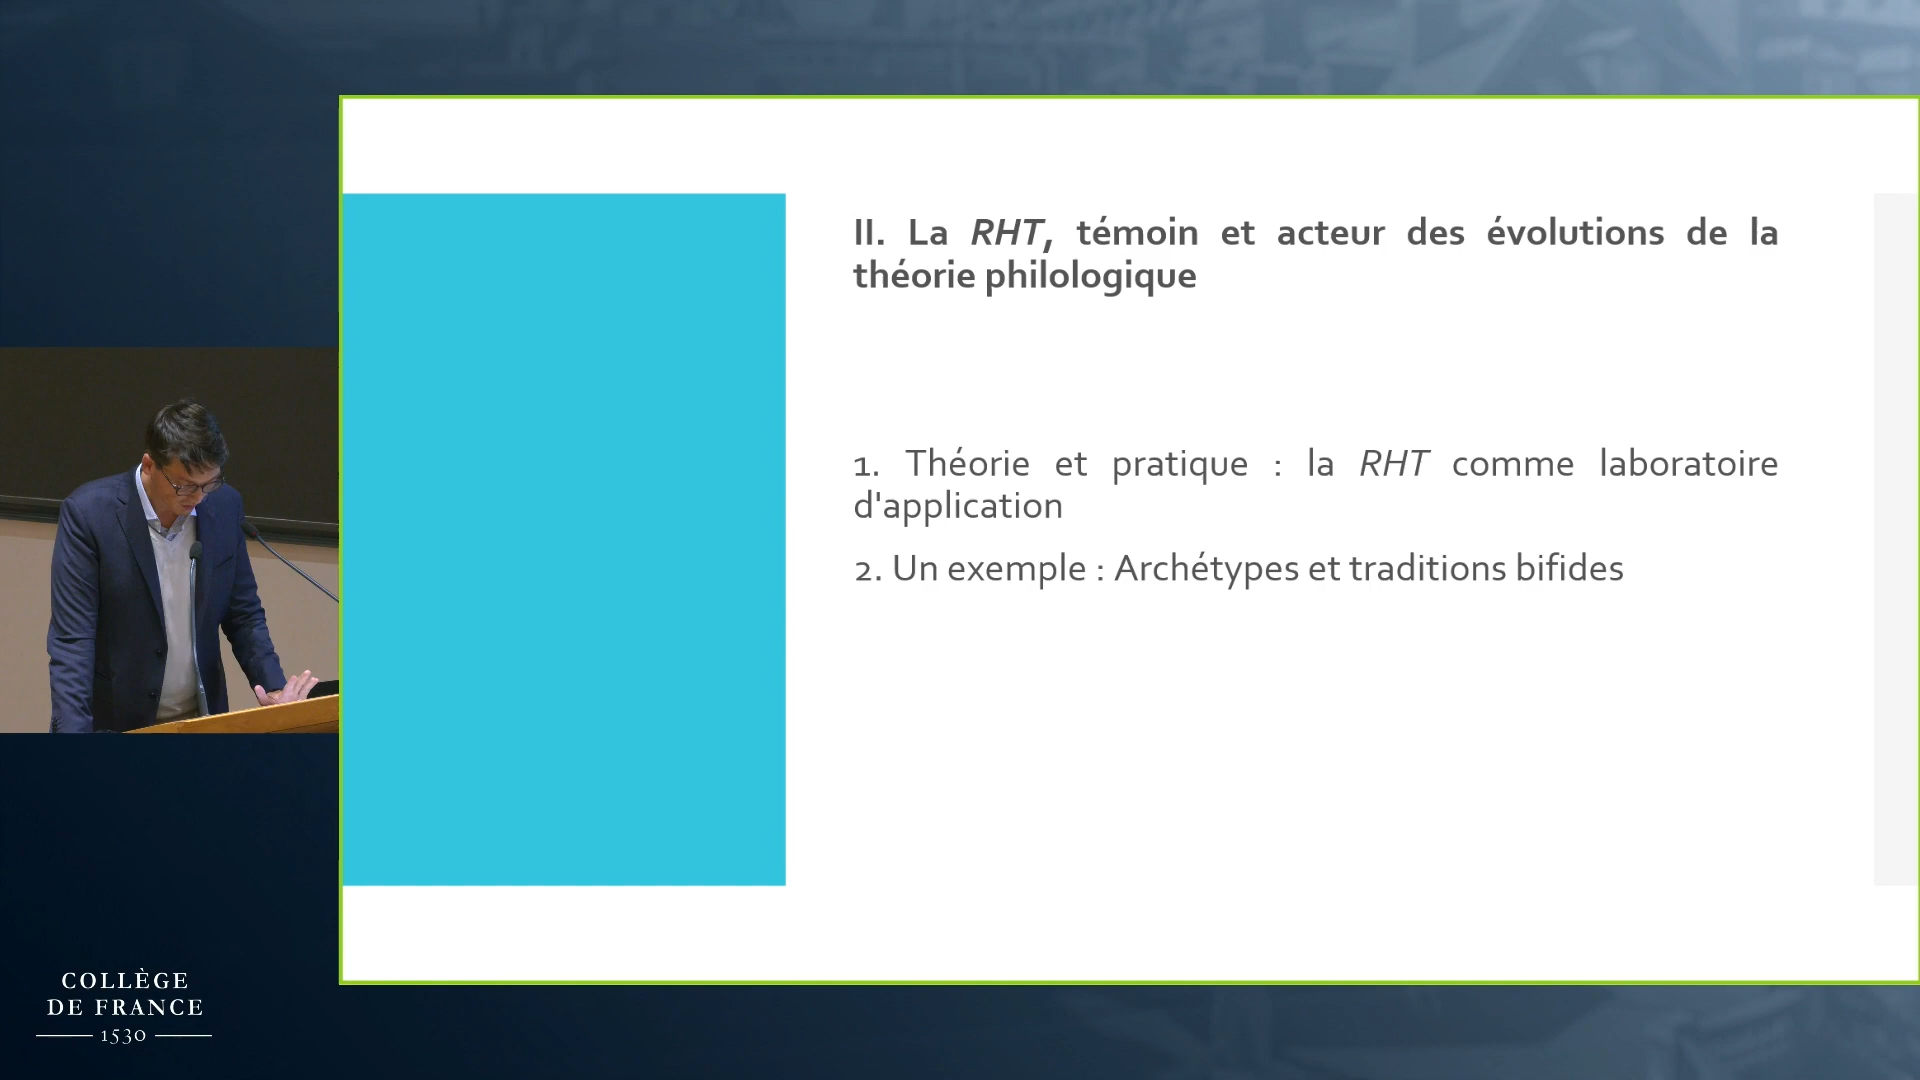 II. La RHT, témoin et acteur des évolutions de la
théorie philologique
1. Théorie et pratique : la RHT comme laboratoire
d'application
2. Un exemple : Archétypes et traditions bifides
COLLÈGE
DE FRANCE
1530